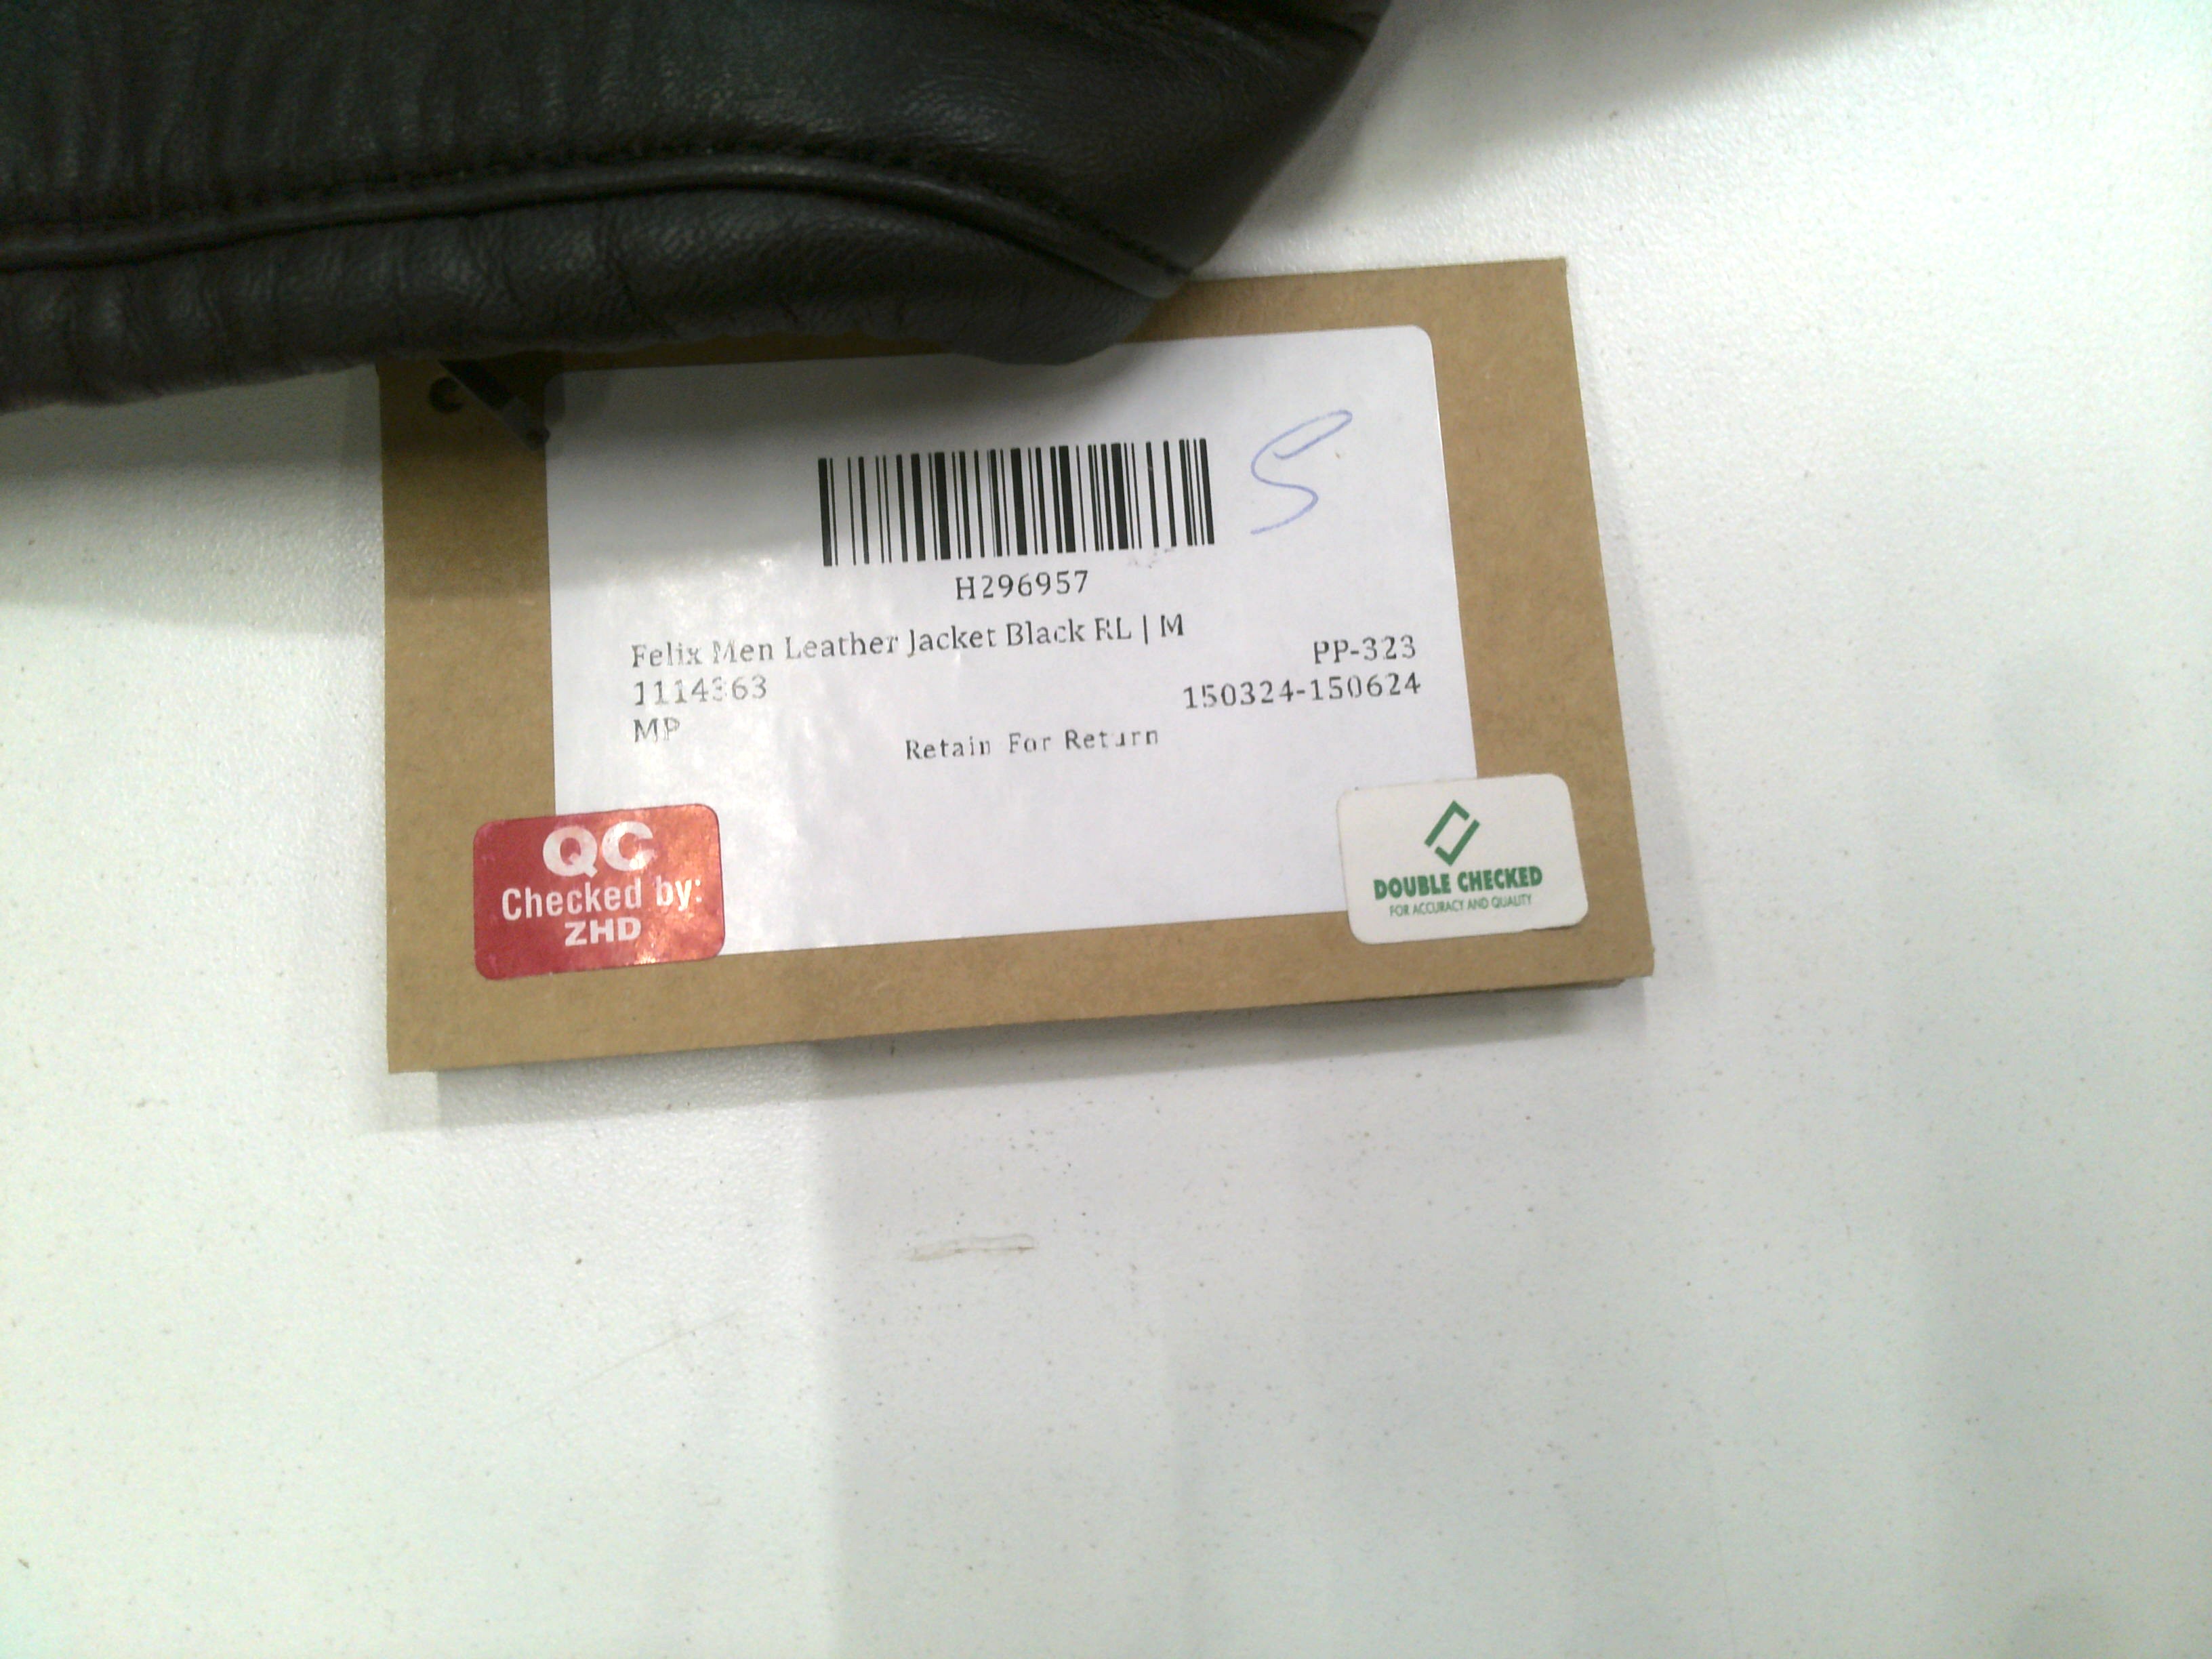 S
H296957
Felix Men Leather Jacket Black RL | M
PP-323
1114363
150324-150624
MP
Retain For Return
QC
Checked by:
ZHD
DOUBLE CHECKED
FOR ACCURACY AND QUALITY